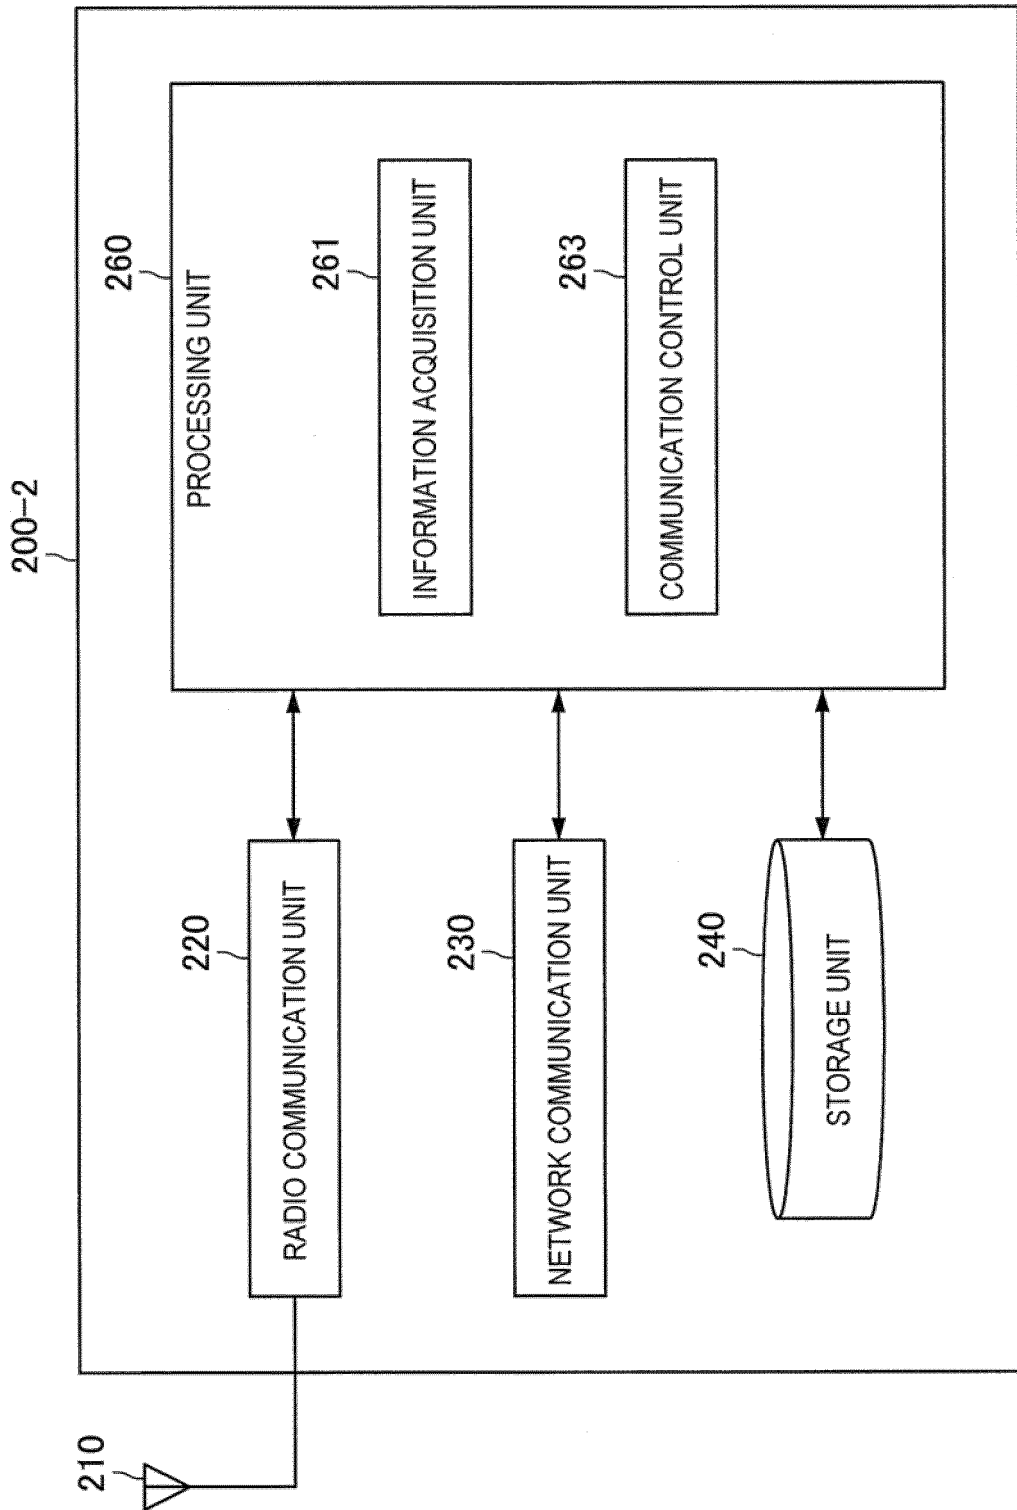 200-2
210
220
RADIO COMMUNICATION UNIT
260
PROCESSING UNIT
261
INFORMATION ACQUISITION UNIT
230
NETWORK COMMUNICATION UNIT
263
COMMUNICATION CONTROL UNIT
240
STORAGE UNIT